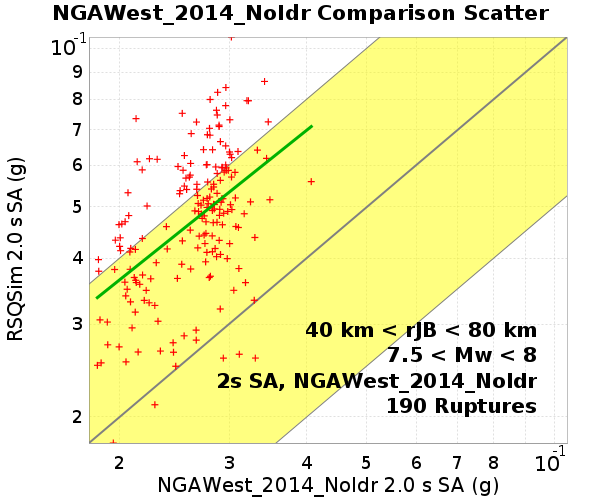 NGAWest_2014_NoIdr Comparison Scatter
RSQSim 2.0 s SA (g)
10⁻¹
9
8
7
6
5
4
3
2
40 km < rJB < 80 km
7.5 < Mw < 8
2s SA, NGAWest_2014_NoIdr
190 Ruptures
2 3 4 5 6 7 8 10⁻¹
NGAWest_2014_NoIdr 2.0 s SA (g)